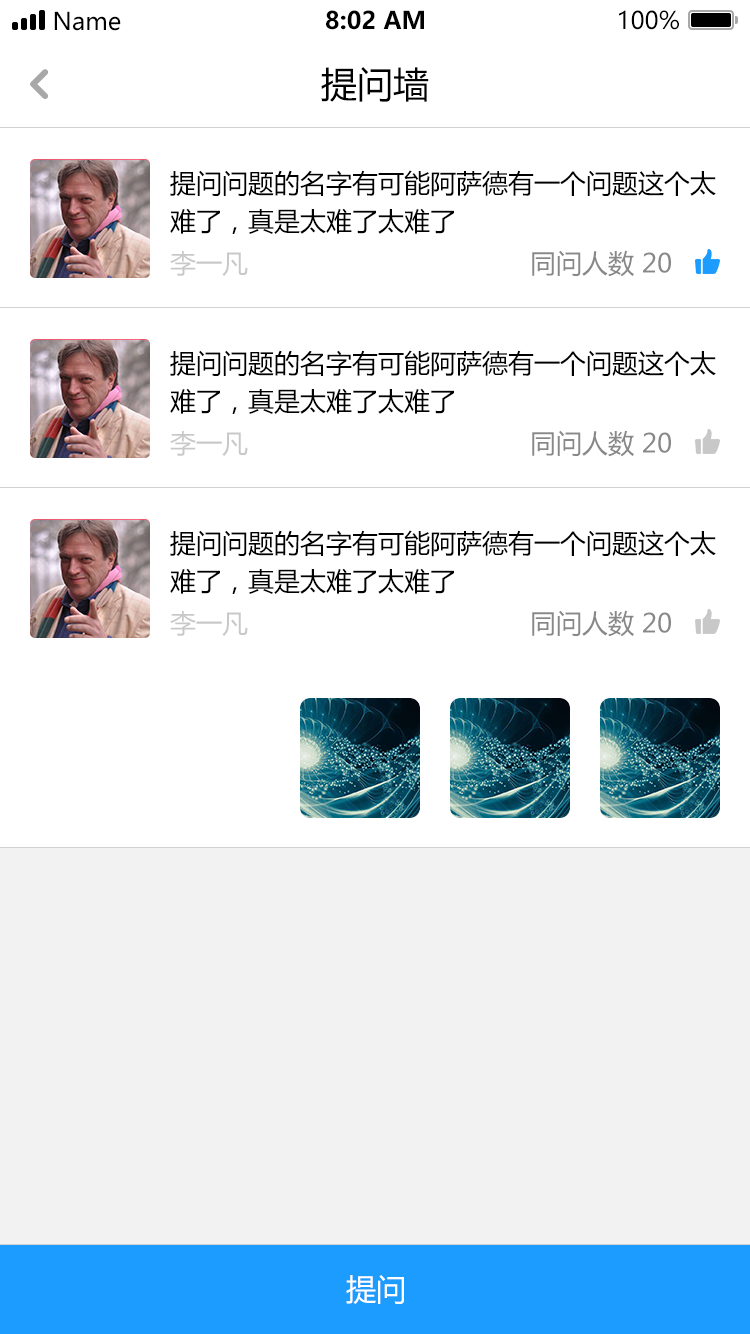 Name 8:02 AM 100%
提问墙
提问问题的名字有可能阿萨德有一个问题这个太
难了，真是太难了太难了
李一凡 同问人数 20
提问问题的名字有可能阿萨德有一个问题这个太
难了，真是太难了太难了
李一凡 同问人数 20
提问问题的名字有可能阿萨德有一个问题这个太
难了，真是太难了太难了
李一凡 同问人数 20
提问